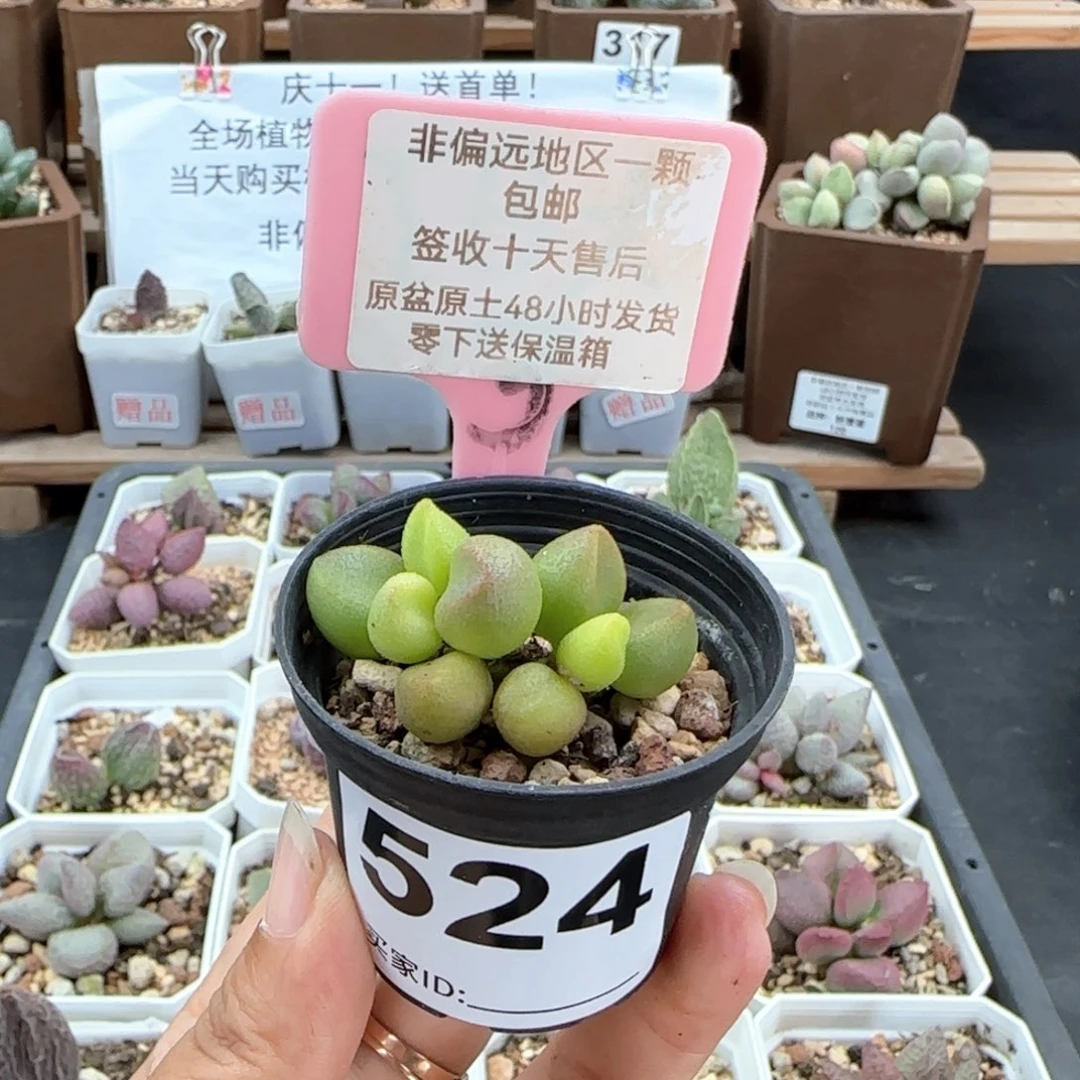 317
庆十一！送首单！
全场植物
当天购买
非偏
非偏远地区一颗
包邮
签收十天售后
原盆原土48小时发货
零下送保温箱
赠品
赠品
赠品
524
买家ID: